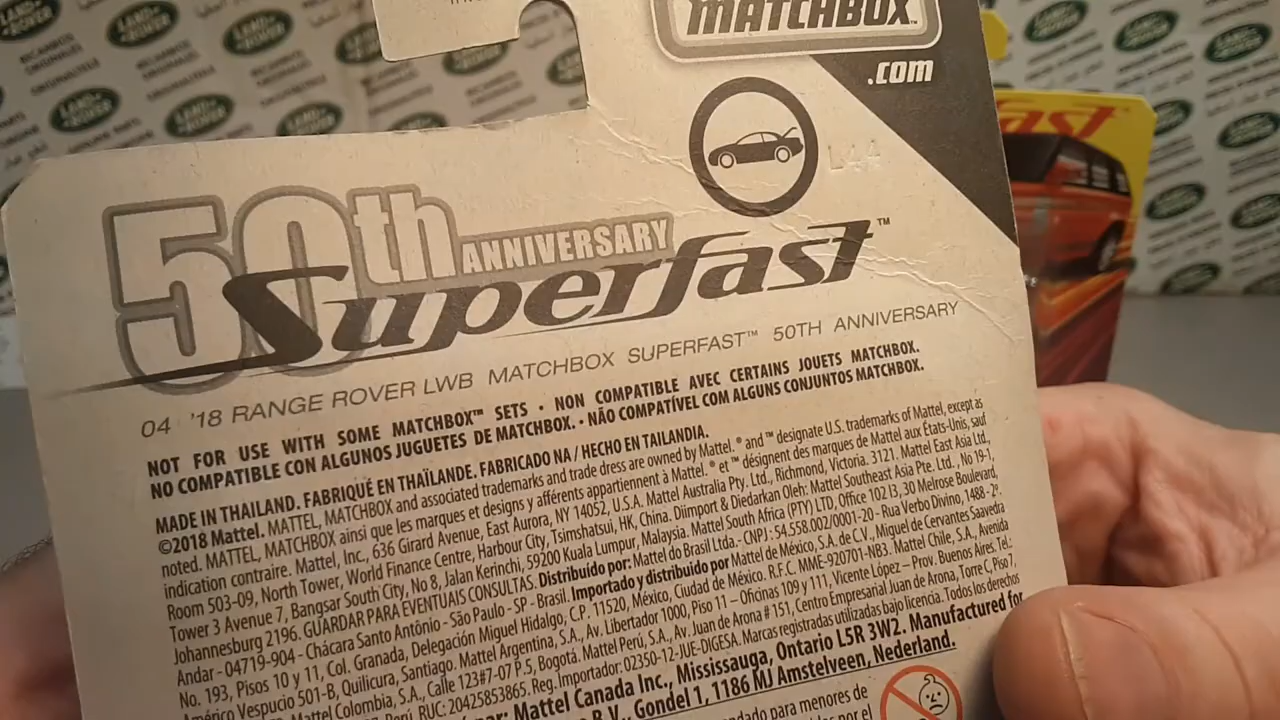 MATCHBOX™
.com
L44
50th ANNIVERSARY
Superfast™
04 '18 RANGE ROVER LWB MATCHBOX SUPERFAST™ 50TH ANNIVERSARY
NOT FOR USE WITH SOME MATCHBOX™ SETS • NON COMPATIBLE AVEC CERTAINS JOUETS MATCHBOX.
NO COMPATIBLE CON ALGUNOS JUGUETES DE MATCHBOX. • NÃO COMPATÍVEL COM ALGUNS CONJUNTOS MATCHBOX.
MADE IN THAILAND. FABRIQUÉ EN THAÏLANDE. FABRICADO NA / HECHO EN TAILANDIA.
©2018 Mattel. MATTEL, MATCHBOX and associated trademarks and trade dress are owned by Mattel. ® and ™ designate U.S. trademarks of Mattel, except as
noted. MATTEL, MATCHBOX ainsi que les marques et designs y afférents appartiennent à Mattel. ® et ™ désignent des marques de Mattel aux États-Unis, sauf
indication contraire. Mattel, Inc., 636 Girard Avenue, East Aurora, NY 14052, U.S.A. Mattel Australia Pty. Ltd., Richmond, Victoria. 3121. Mattel East Asia Ltd.,
Room 503-09, North Tower, World Finance Centre, Harbour City, Tsimshatsui, HK, China. Diimport & Diedarkan Oleh: Mattel Southeast Asia Pte. Ltd., No 19-1,
Tower 3 Avenue 7, Bangsar South City, No 8, Jalan Kerinchi, 59200 Kuala Lumpur, Malaysia. Mattel South Africa (PTY) LTD, Office 102 I3, 30 Melrose Boulevard,
Johannesburg 2196. GUARDAR PARA EVENTUAIS CONSULTAS. Distribuído por: Mattel do Brasil Ltda.- CNPJ : 54.558.002/0001-20 - Rua Verbo Divino, 1488 - 2º.
Andar - 04719-904 - Chácara Santo Antônio - São Paulo - SP - Brasil. Importado y distribuido por Mattel de México, S.A. de C.V., Miguel de Cervantes Saavedra
No. 193, Pisos 10 y 11, Col. Granada, Delegación Miguel Hidalgo, C.P. 11520, México, Ciudad de México. R.F.C. MME-920701-NB3. Mattel Chile, S.A., Avenida
Américo Vespucio 501-B, Quilicura, Santiago. Mattel Argentina, S.A., Av. Libertador 1000, Piso 11 – Oficinas 109 y 111, Vicente López – Prov. Buenos Aires. Tel.:
Mattel Colombia, S.A., Calle 123#7-07 P.5, Bogotá. Mattel Perú, S.A., Av. Juan de Arona # 151, Centro Empresarial Juan de Arona, Torre C, Piso 7,
Perú. RUC: 20425853865. Reg. Importador: 02350-12-JUE-DIGESA. Marcas registradas utilizadas bajo licencia. Todos los derechos
Mattel Canada Inc., Mississauga, Ontario L5R 3W2. Manufactured for
B.V., Gondel 1, 1186 MJ Amstelveen, Nederland.
para menores de
por el
fast
LAND ROVER
RICAMBI ORIGINALI